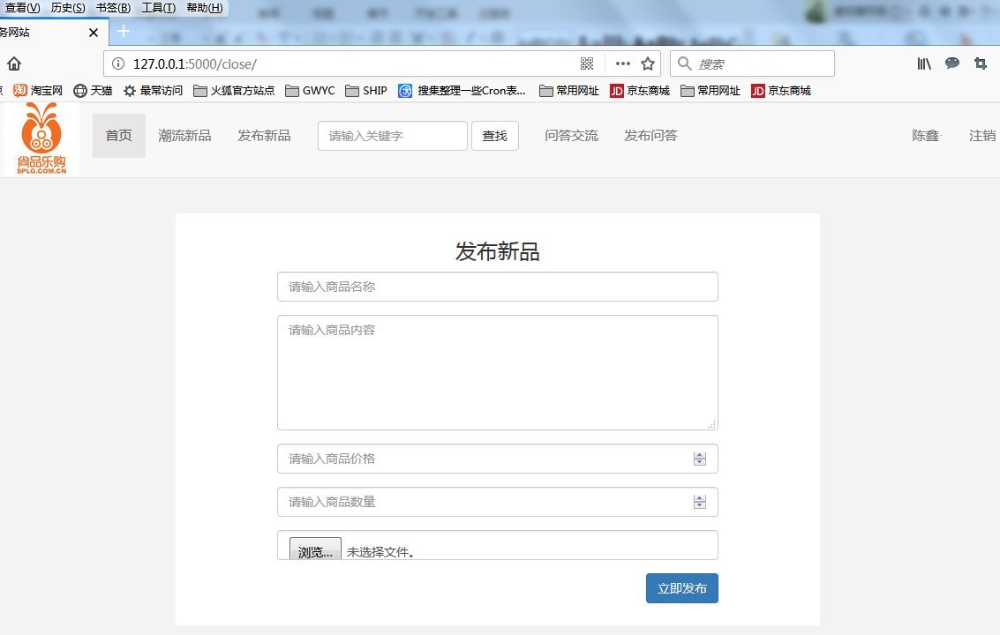 查看(V) 历史(S) 书签(B) 工具(T) 帮助(H)
务网站
127.0.0.1:5000/close/
搜索
淘宝网 天猫 最常访问 火狐官方站点 GWYC SHIP 搜集整理一些Cron表... 常用网址 京东商城 常用网址 京东商城
尚品乐购
SPLG.COM.CN
首页 潮流新品 发布新品 请输入关键字 查找 问答交流 发布问答 陈鑫· 注销
发布新品
请输入商品名称
请输入商品内容
请输入商品价格
请输入商品数量
浏览... 未选择文件。
立即发布